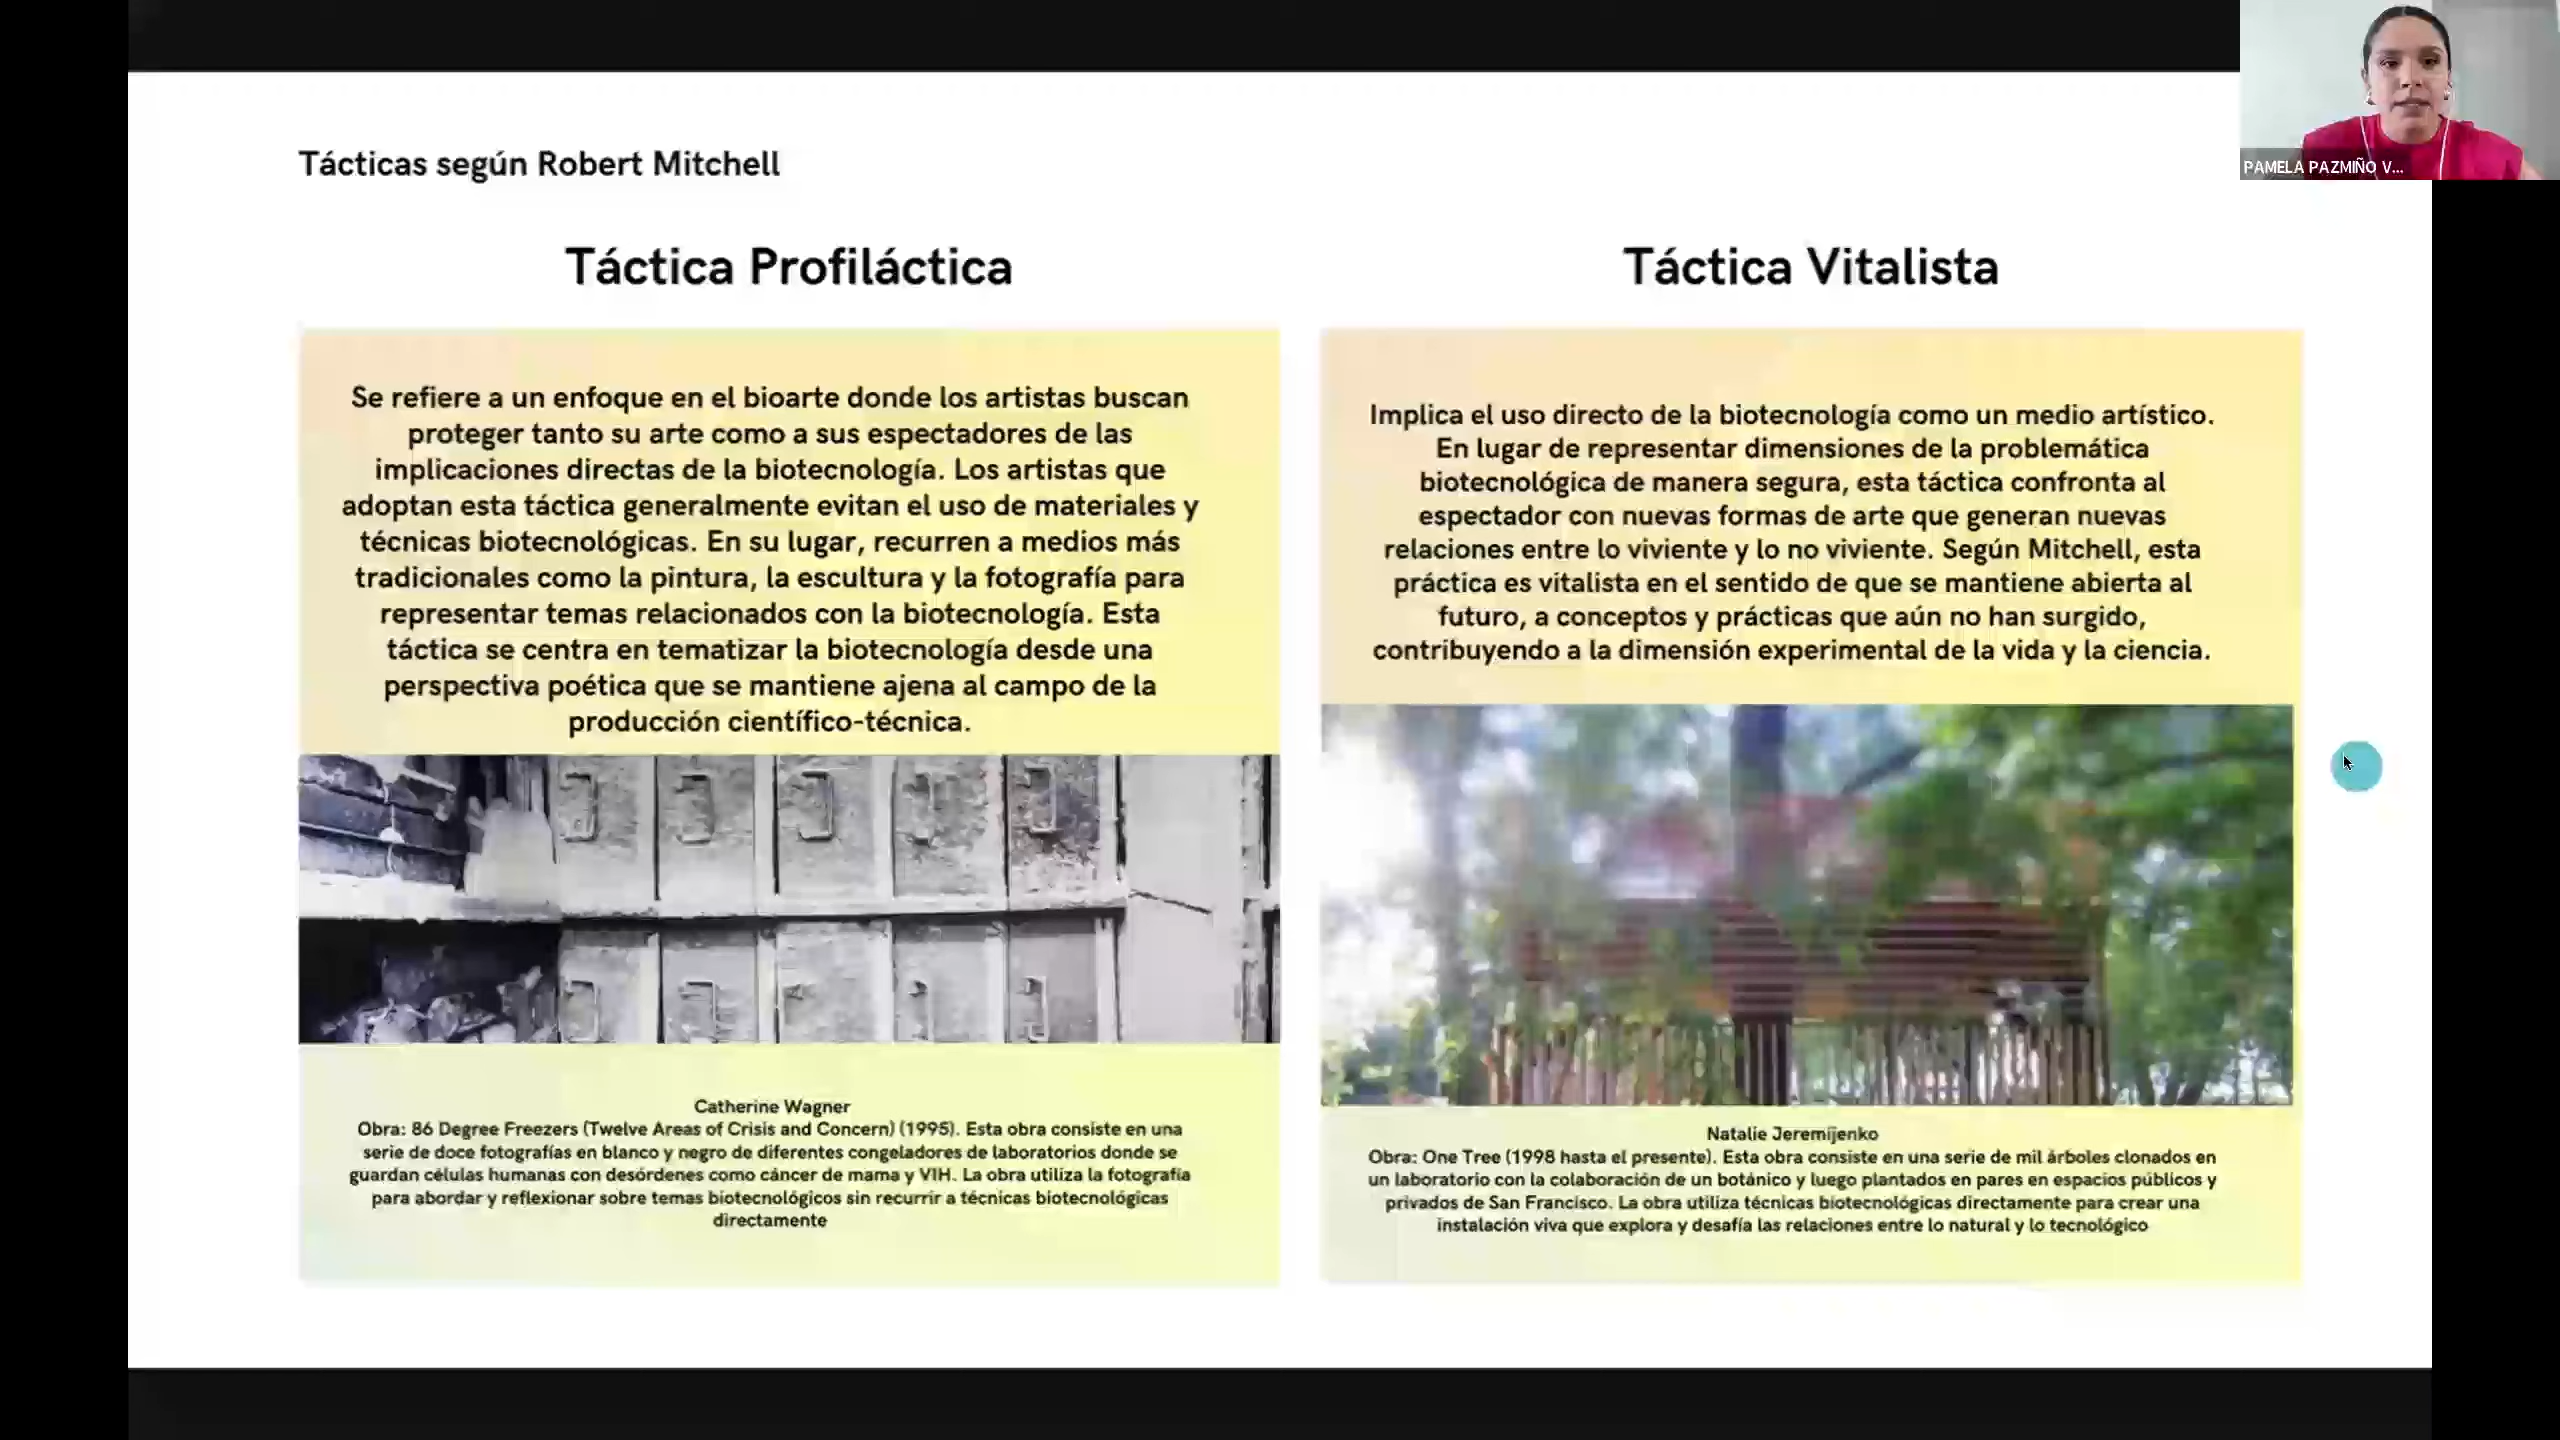 PAMELA PAZMIÑO V...
Tácticas según Robert Mitchell
Táctica Profiláctica
Se refiere a un enfoque en el bioarte donde los artistas buscan
proteger tanto su arte como a sus espectadores de las
implicaciones directas de la biotecnología. Los artistas que
adoptan esta táctica generalmente evitan el uso de materiales y
técnicas biotecnológicas. En su lugar, recurren a medios más
tradicionales como la pintura, la escultura y la fotografía para
representar temas relacionados con la biotecnología. Esta
táctica se centra en tematizar la biotecnología desde una
perspectiva poética que se mantiene ajena al campo de la
producción científico-técnica.
Catherine Wagner
Obra: 86 Degree Freezers (Twelve Areas of Crisis and Concern) (1995). Esta obra consiste en una
serie de doce fotografías en blanco y negro de diferentes congeladores de laboratorios donde se
guardan células humanas con desórdenes como cáncer de mama y VIH. La obra utiliza la fotografía
para abordar y reflexionar sobre temas biotecnológicos sin recurrir a técnicas biotecnológicas
directamente
Táctica Vitalista
Implica el uso directo de la biotecnología como un medio artístico.
En lugar de representar dimensiones de la problemática
biotecnológica de manera segura, esta táctica confronta al
espectador con nuevas formas de arte que generan nuevas
relaciones entre lo viviente y lo no viviente. Según Mitchell, esta
práctica es vitalista en el sentido de que se mantiene abierta al
futuro, a conceptos y prácticas que aún no han surgido,
contribuyendo a la dimensión experimental de la vida y la ciencia.
Natalie Jeremijenko
Obra: One Tree (1998 hasta el presente). Esta obra consiste en una serie de mil árboles clonados en
un laboratorio con la colaboración de un botánico y luego plantados en pares en espacios públicos y
privados de San Francisco. La obra utiliza técnicas biotecnológicas directamente para crear una
instalación viva que explora y desafía las relaciones entre lo natural y lo tecnológico